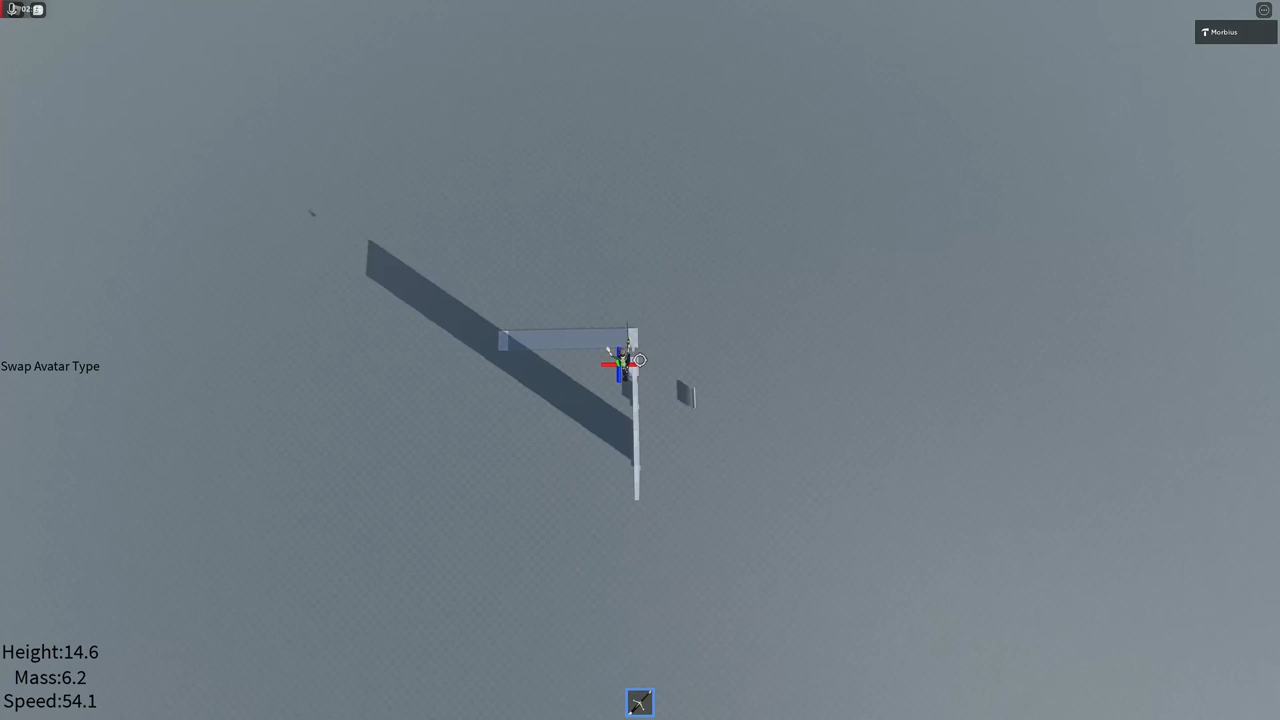 Morbius
Swap Avatar Type
Height:14.6
Mass:6.2
Speed:54.1